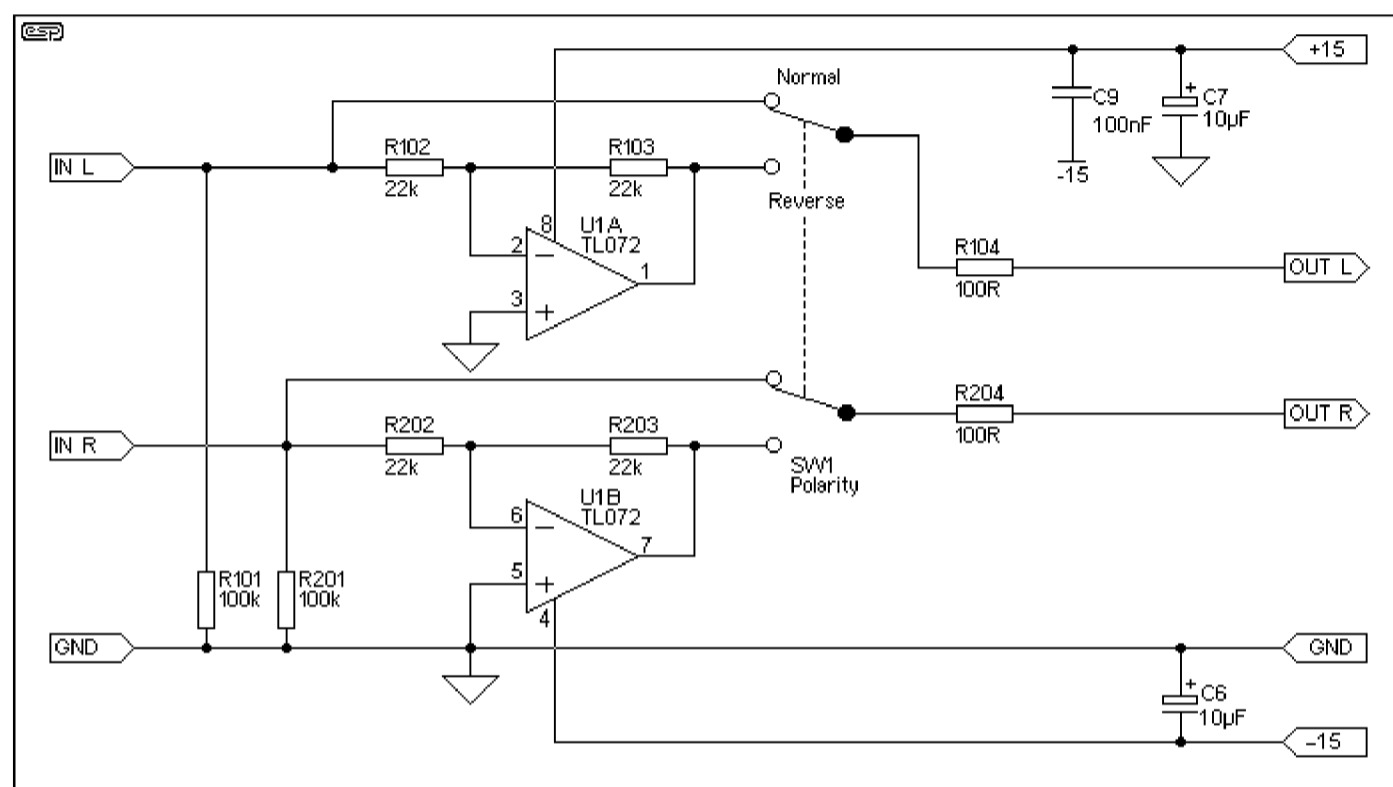 esp
+15
Normal
C9
100nF
C7
+
10µF
-15
IN L
R102
22k
R103
22k
Reverse
U1A
TL072
8
2
−
1
3
+
R104
100R
OUT L
IN R
R202
22k
R203
22k
R204
100R
OUT R
SW1
Polarity
U1B
TL072
6
−
7
5
+
4
R101
100k
R201
100k
GND
GND
+
C6
10µF
−15